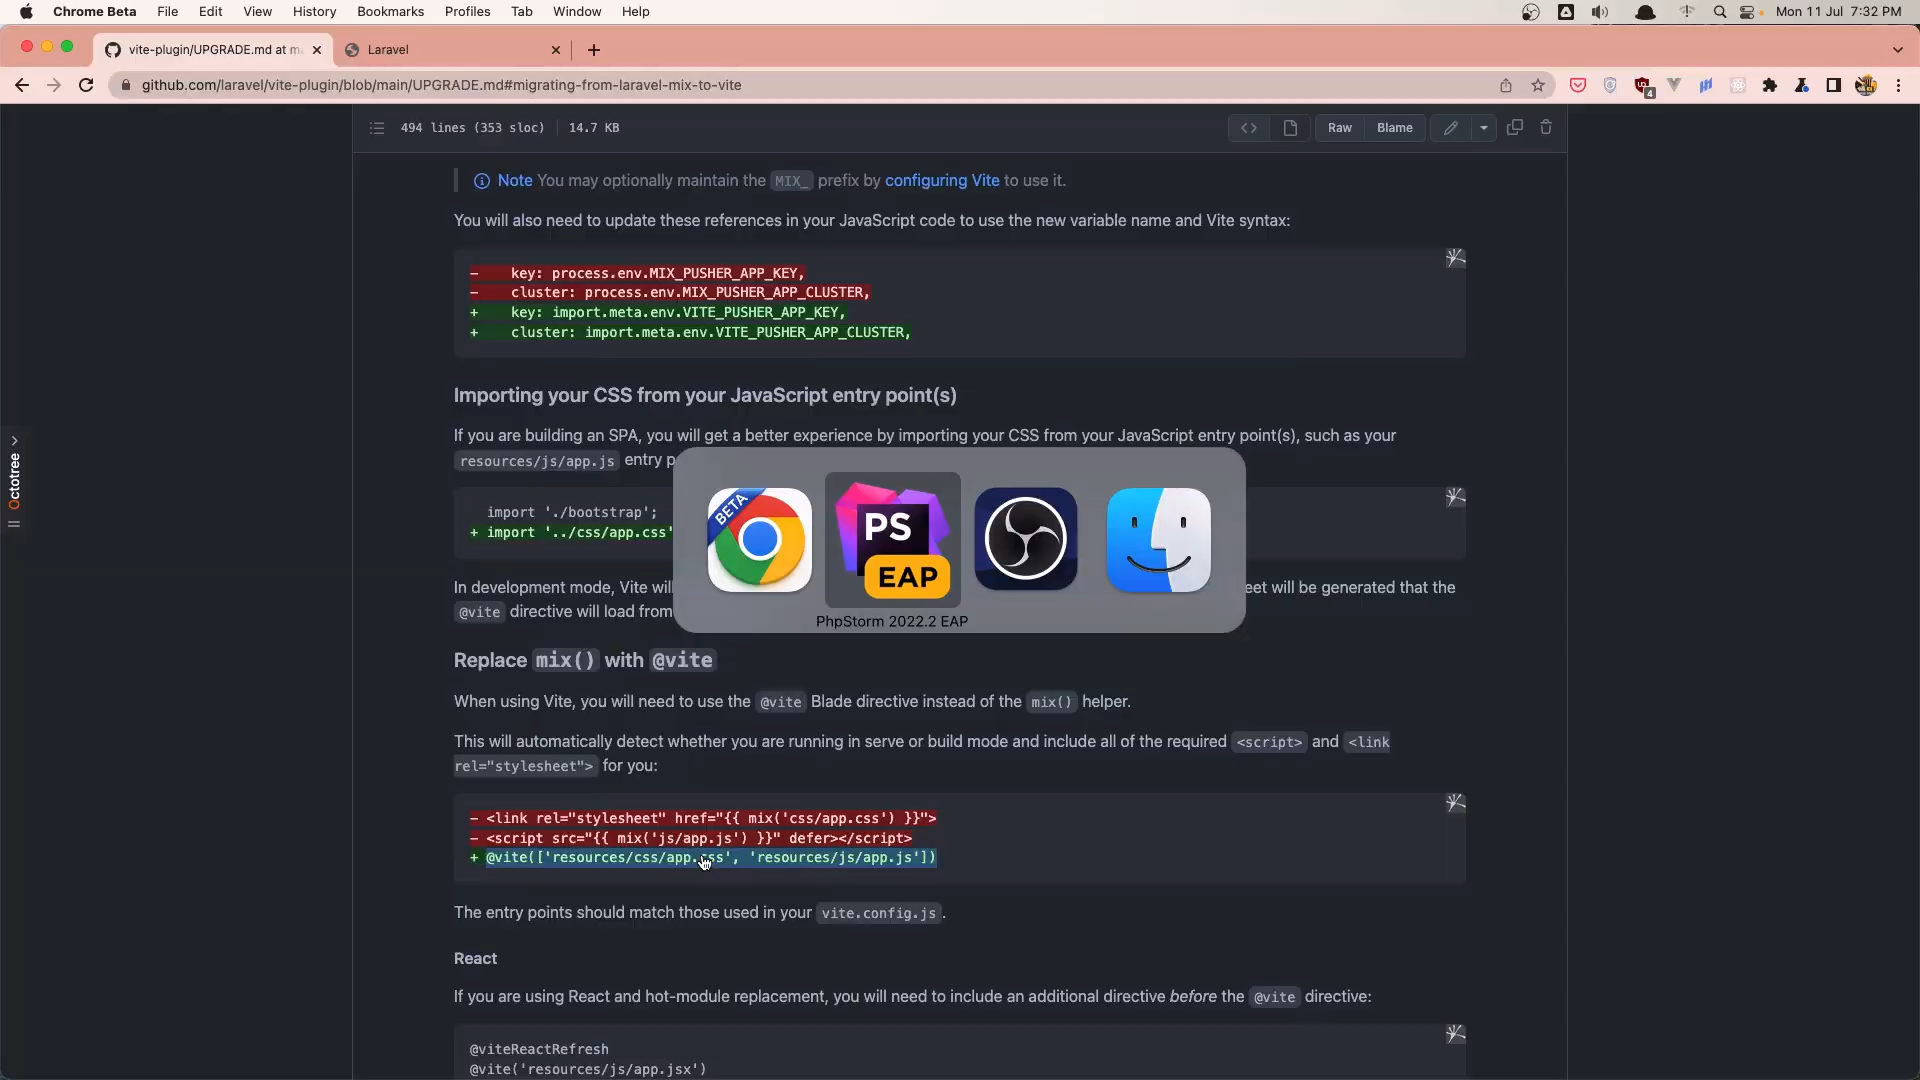 Chrome Beta File Edit View History Bookmarks Profiles Tab Window Help Mon 11 Jul 7:32 PM
vite-plugin/UPGRADE.md at m
Laravel
github.com/laravel/vite-plugin/blob/main/UPGRADE.md#migrating-from-laravel-mix-to-vite
4
494 lines (353 sloc) 14.7 KB
Raw Blame
Note You may optionally maintain the MIX_ prefix by configuring Vite to use it.
You will also need to update these references in your JavaScript code to use the new variable name and Vite syntax:
- key: process.env.MIX_PUSHER_APP_KEY,
- cluster: process.env.MIX_PUSHER_APP_CLUSTER,
+ key: import.meta.env.VITE_PUSHER_APP_KEY,
+ cluster: import.meta.env.VITE_PUSHER_APP_CLUSTER,
Importing your CSS from your JavaScript entry point(s)
If you are building an SPA, you will get a better experience by importing your CSS from your JavaScript entry point(s), such as your
resources/js/app.js entry p
Octotree
import './bootstrap';
+ import '../css/app.css'
BETA
PS
EAP
PhpStorm 2022.2 EAP
In development mode, Vite will eet will be generated that the
@vite directive will load from
Replace mix() with @vite
When using Vite, you will need to use the @vite Blade directive instead of the mix() helper.
This will automatically detect whether you are running in serve or build mode and include all of the required <script> and <link
rel="stylesheet"> for you:
- <link rel="stylesheet" href="{{ mix('css/app.css') }}">
- <script src="{{ mix('js/app.js') }}" defer></script>
+ @vite(['resources/css/app.css', 'resources/js/app.js'])
The entry points should match those used in your vite.config.js.
React
If you are using React and hot-module replacement, you will need to include an additional directive before the @vite directive:
@viteReactRefresh
@vite('resources/js/app.jsx')